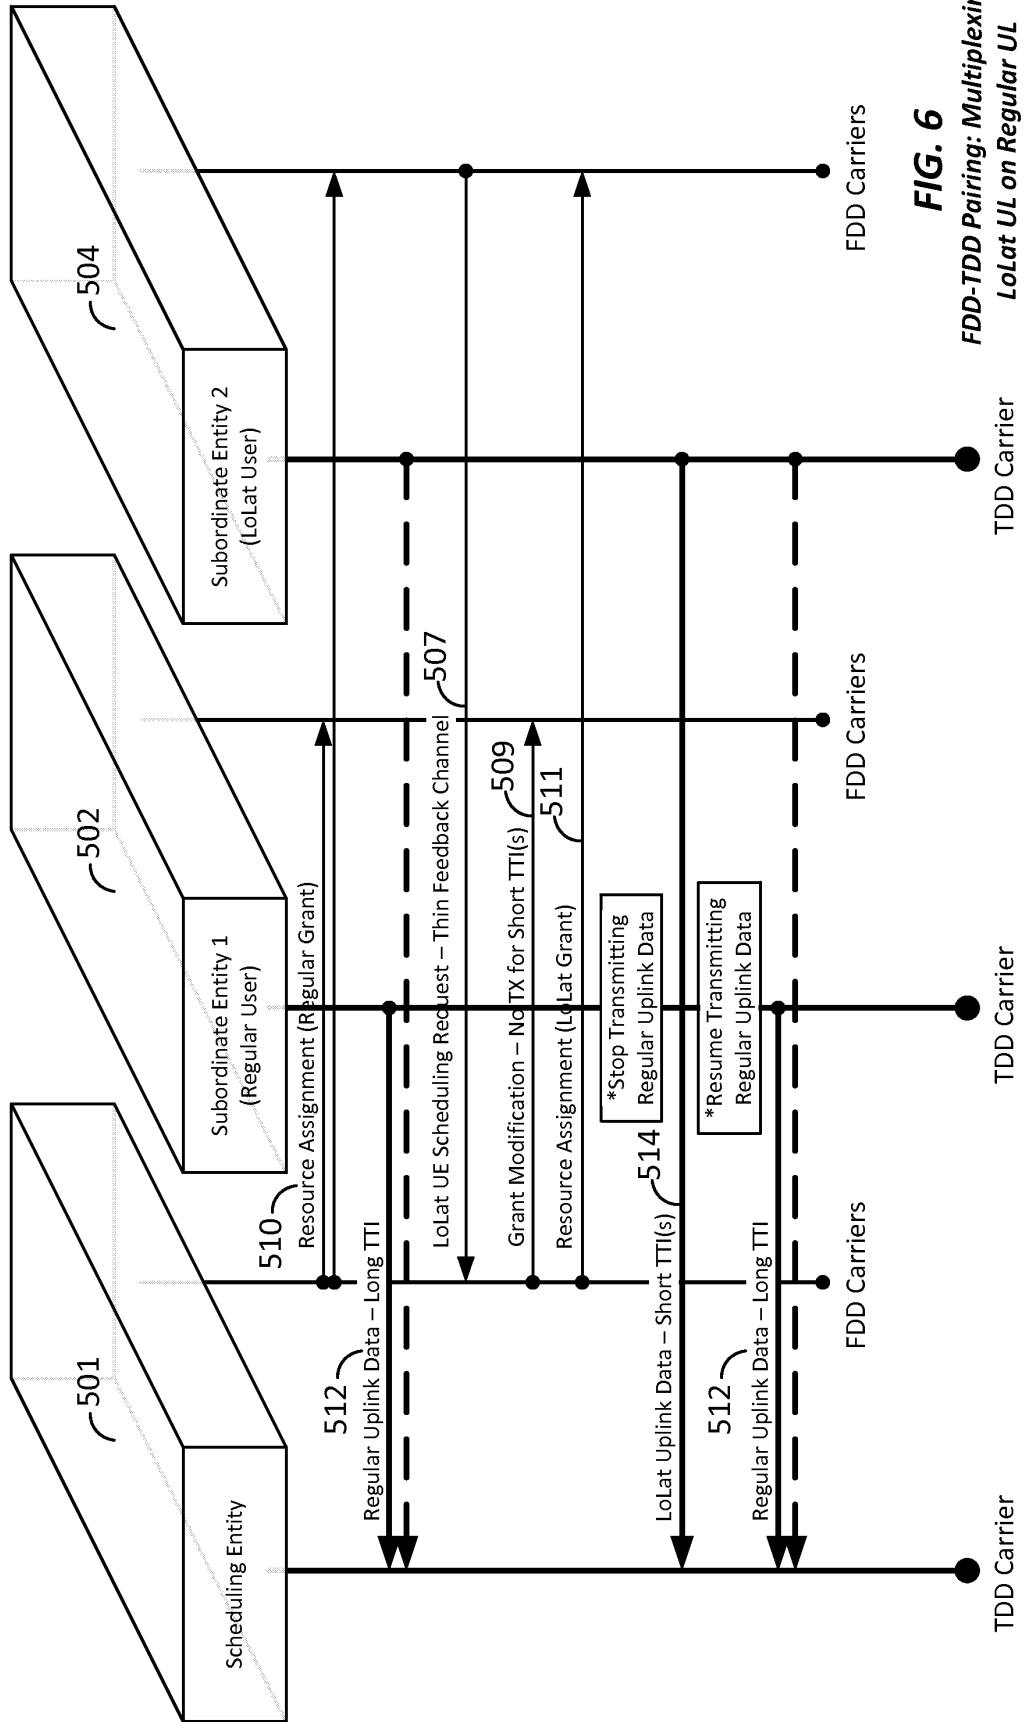 501
Scheduling Entity
502
Subordinate Entity 1
(Regular User)
504
Subordinate Entity 2
(LoLat User)
510
Resource Assignment (Regular Grant)
512
Regular Uplink Data – Long TTI
507
LoLat UE Scheduling Request – Thin Feedback Channel
509
Grant Modification – No TX for Short TTI(s)
511
Resource Assignment (LoLat Grant)
*Stop Transmitting
Regular Uplink Data
514
LoLat Uplink Data – Short TTI(s)
*Resume Transmitting
Regular Uplink Data
512
Regular Uplink Data – Long TTI
FDD Carriers
FDD Carriers
FDD Carriers
TDD Carrier
TDD Carrier
TDD Carrier
FIG. 6
FDD-TDD Pairing: Multiplexin
LoLat UL on Regular UL